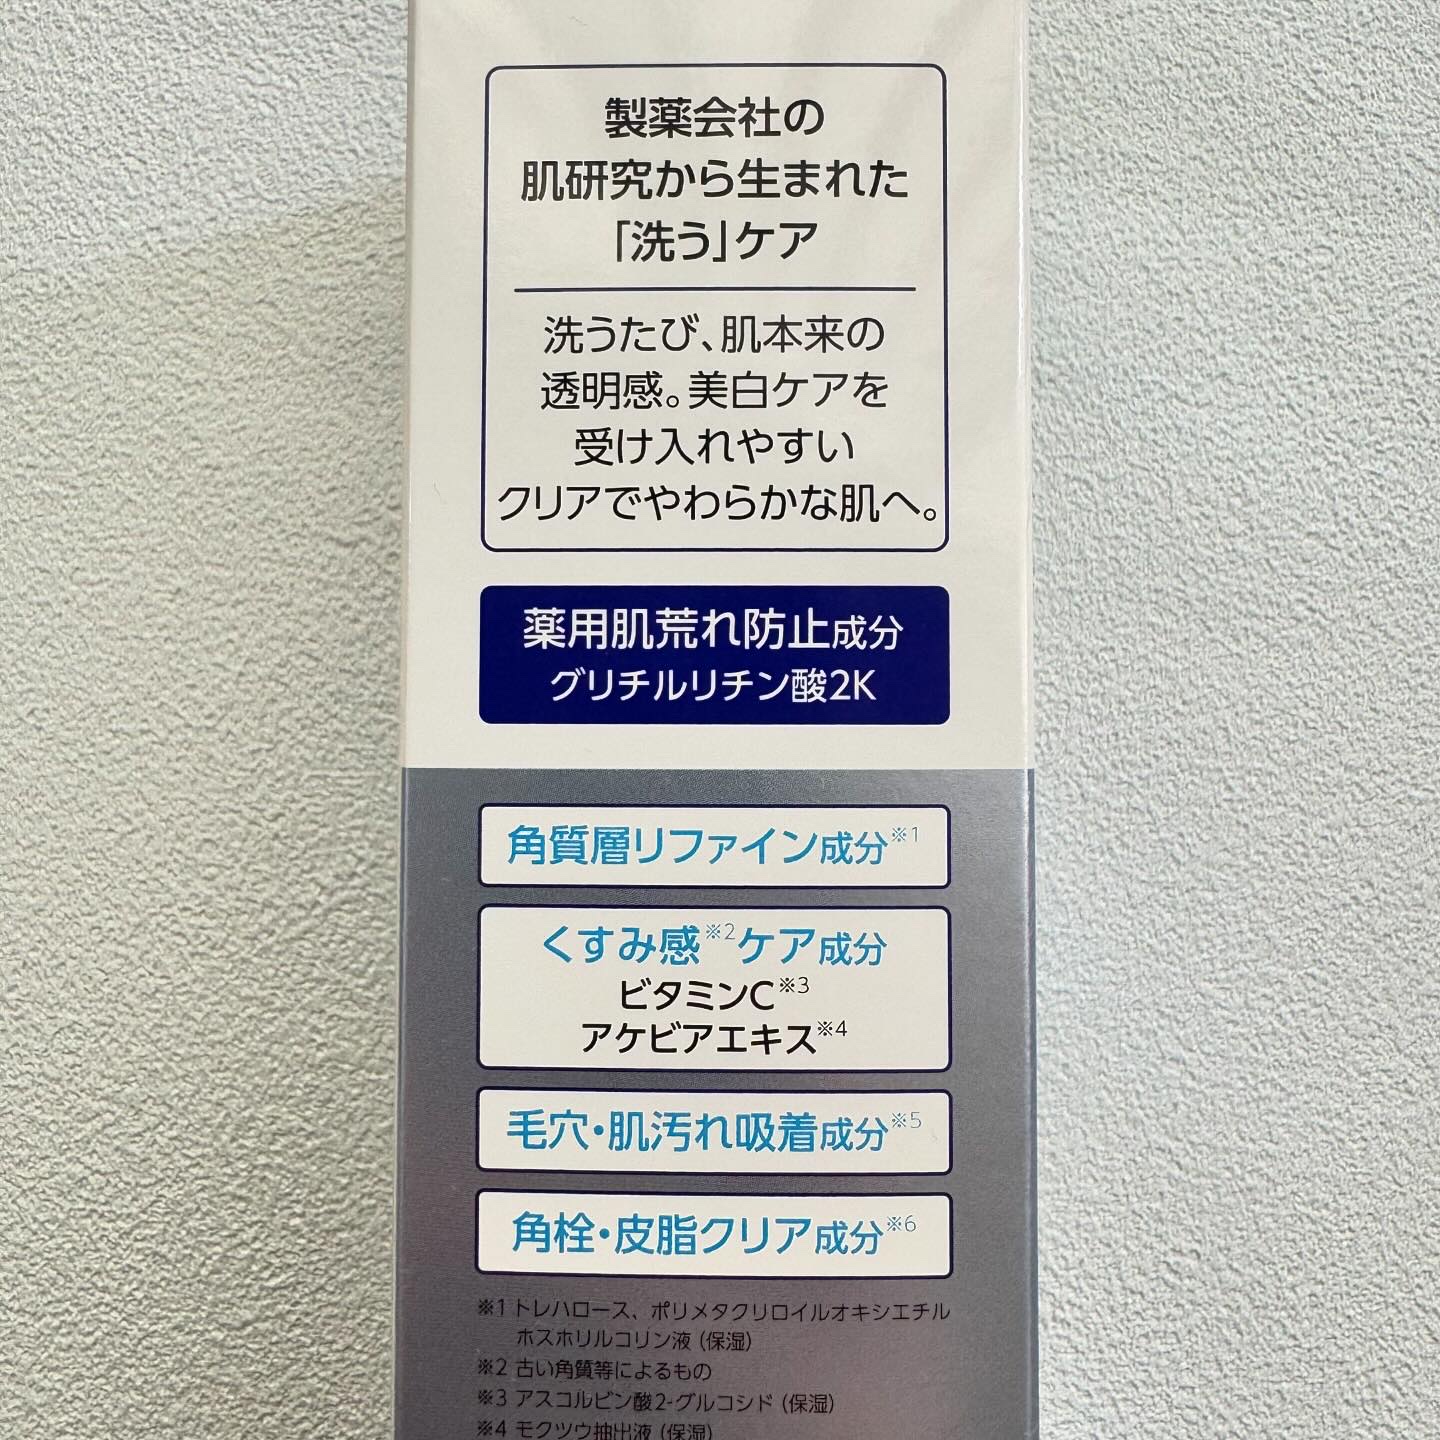 製薬会社の
肌研究から生まれた
「洗う」ケア
洗うたび、肌本来の
透明感。美白ケアを
受け入れやすい
クリアでやわらかな肌へ。
薬用肌荒れ防止成分
グリチルリチン酸2K
角質層リファイン成分※1
くすみ感※2ケア成分
ビタミンC※3
アケビアエキス※4
毛穴・肌汚れ吸着成分※5
角栓・皮脂クリア成分※6
※1 トレハロース、ポリメタクリロイルオキシエチル
ホスホリルコリン液（保湿）
※2 古い角質等によるもの
※3 アスコルビン酸2-グルコシド（保湿）
※4 モクツウ抽出液（保湿）